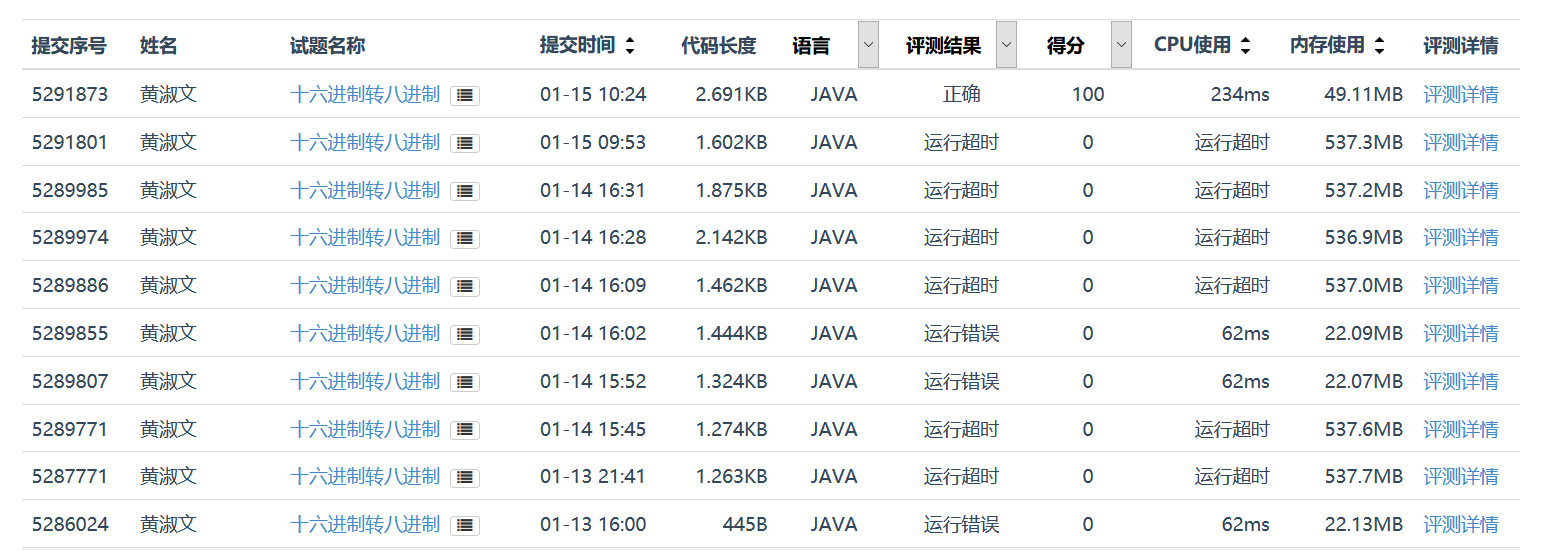 提交序号 姓名 试题名称 提交时间 代码长度 语言 评测结果 得分 CPU使用 内存使用 评测详情
5291873 黄淑文 十六进制转八进制 01-15 10:24 2.691KB JAVA 正确 100 234ms 49.11MB 评测详情
5291801 黄淑文 十六进制转八进制 01-15 09:53 1.602KB JAVA 运行超时 0 运行超时 537.3MB 评测详情
5289985 黄淑文 十六进制转八进制 01-14 16:31 1.875KB JAVA 运行超时 0 运行超时 537.2MB 评测详情
5289974 黄淑文 十六进制转八进制 01-14 16:28 2.142KB JAVA 运行超时 0 运行超时 536.9MB 评测详情
5289886 黄淑文 十六进制转八进制 01-14 16:09 1.462KB JAVA 运行超时 0 运行超时 537.0MB 评测详情
5289855 黄淑文 十六进制转八进制 01-14 16:02 1.444KB JAVA 运行错误 0 62ms 22.09MB 评测详情
5289807 黄淑文 十六进制转八进制 01-14 15:52 1.324KB JAVA 运行错误 0 62ms 22.07MB 评测详情
5289771 黄淑文 十六进制转八进制 01-14 15:45 1.274KB JAVA 运行超时 0 运行超时 537.6MB 评测详情
5287771 黄淑文 十六进制转八进制 01-13 21:41 1.263KB JAVA 运行超时 0 运行超时 537.7MB 评测详情
5286024 黄淑文 十六进制转八进制 01-13 16:00 445B JAVA 运行错误 0 62ms 22.13MB 评测详情